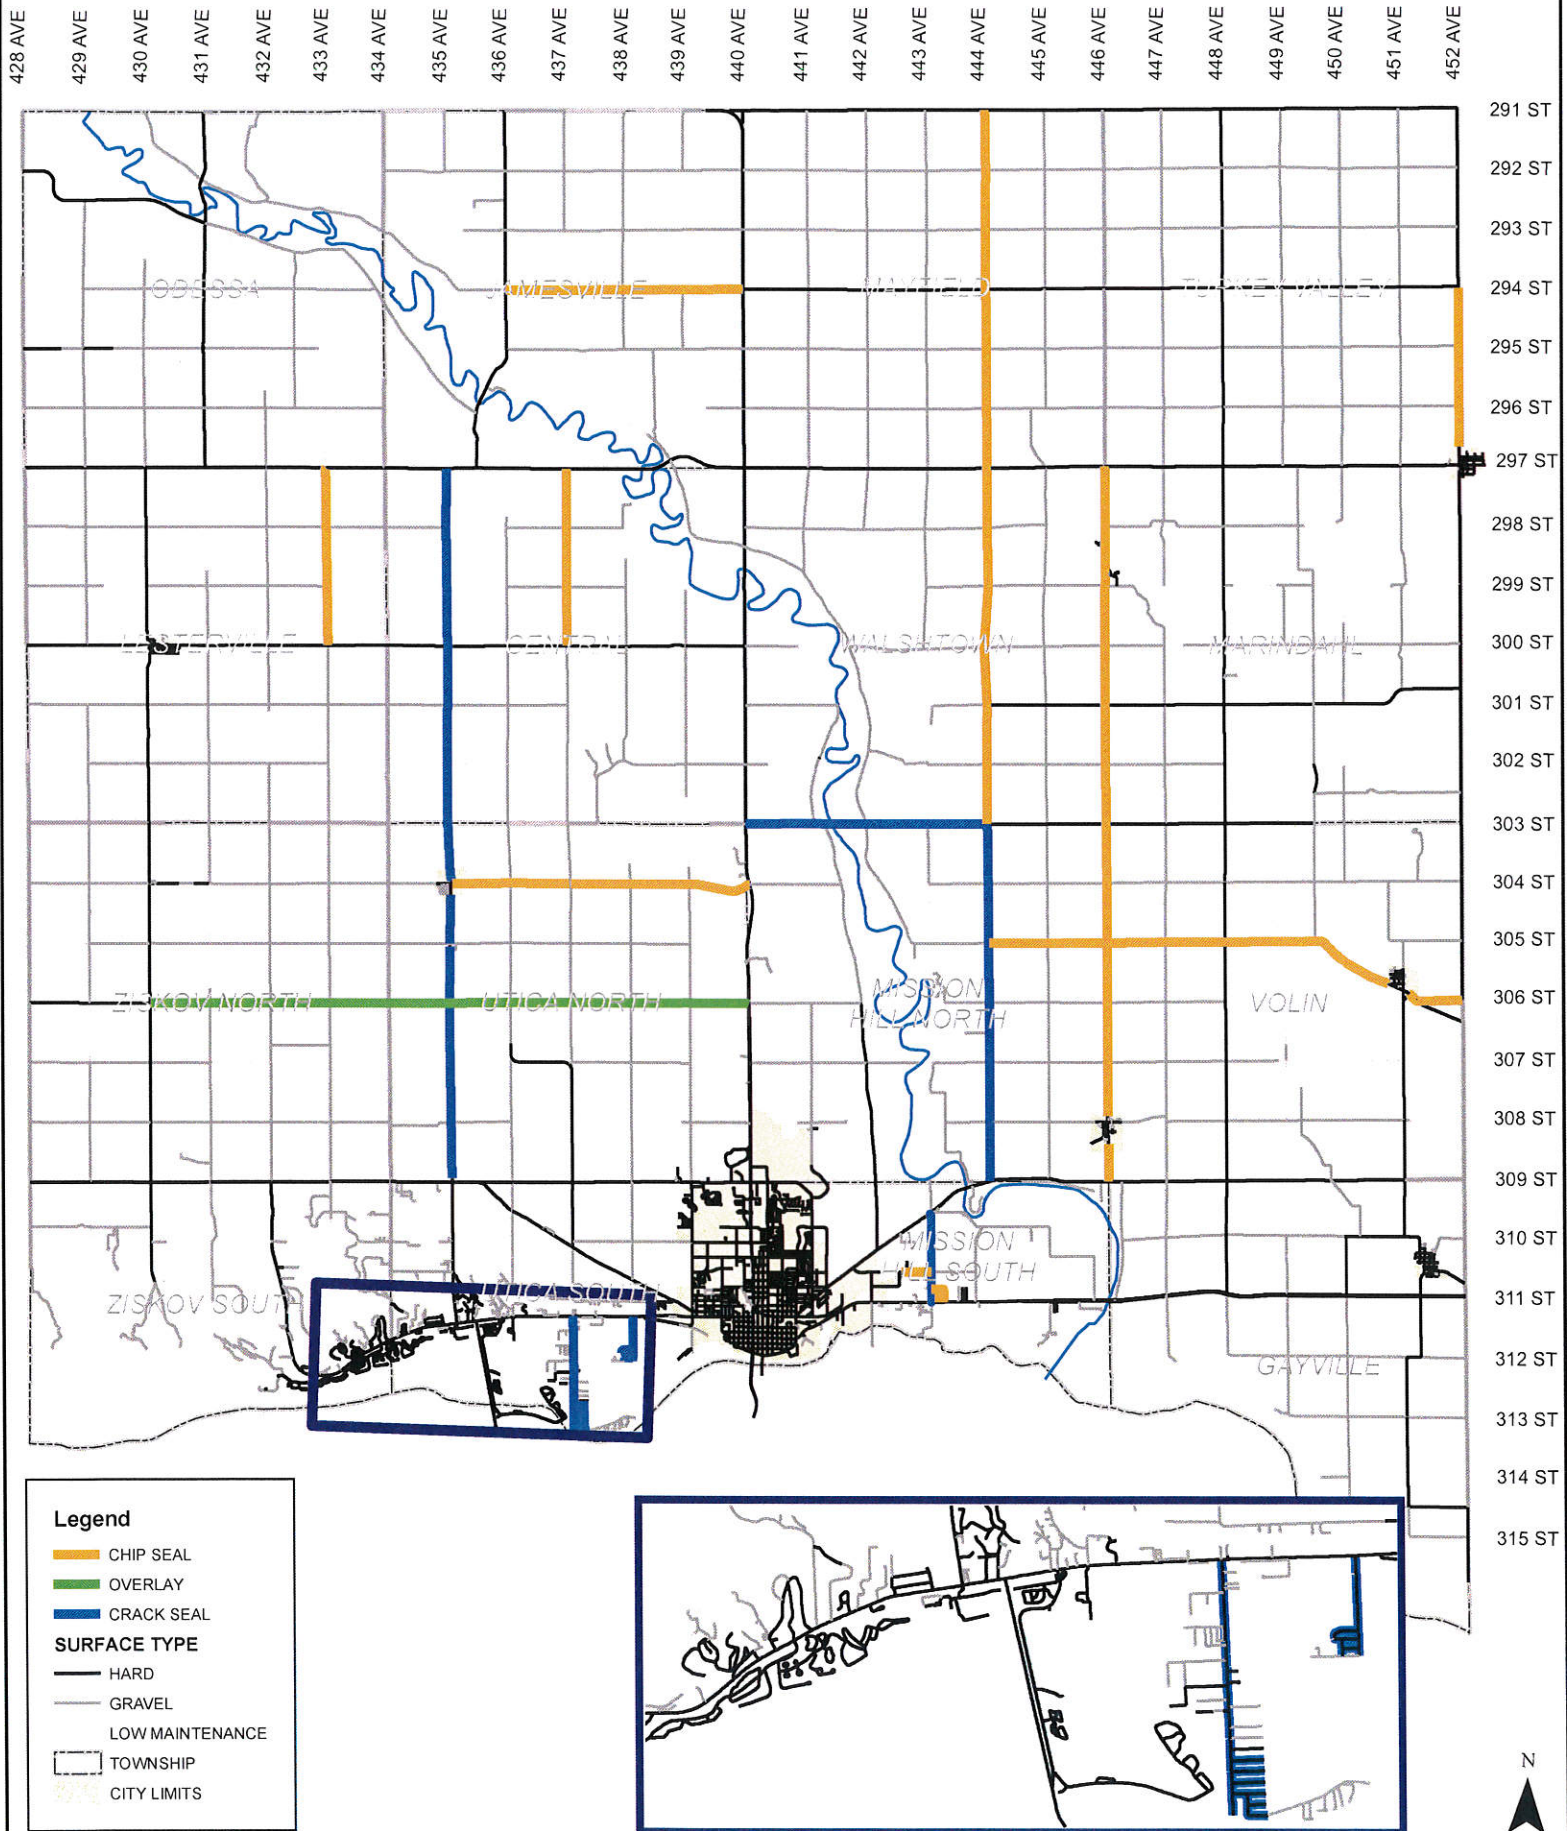 428 AVE
429 AVE
430 AVE
431 AVE
432 AVE
433 AVE
434 AVE
435 AVE
436 AVE
437 AVE
438 AVE
439 AVE
440 AVE
441 AVE
442 AVE
443 AVE
444 AVE
445 AVE
446 AVE
447 AVE
448 AVE
449 AVE
450 AVE
451 AVE
452 AVE
291 ST
292 ST
293 ST
ODESSA
JAMESVILLE
MAYFIELD
TURKEY VALLEY
294 ST
295 ST
296 ST
297 ST
298 ST
299 ST
LESTERVILLE
CENTRAL
WALSHTOWN
MARINDAHL
300 ST
301 ST
302 ST
303 ST
304 ST
305 ST
ZISKOV NORTH
UTICA NORTH
MISSION
HILL NORTH
VOLIN
306 ST
307 ST
308 ST
309 ST
310 ST
ZISKOV SOUTH
UTICA SOUTH
MISSION
HILL SOUTH
311 ST
312 ST
GAYVILLE
313 ST
314 ST
315 ST
Legend
CHIP SEAL
OVERLAY
CRACK SEAL
SURFACE TYPE
HARD
GRAVEL
LOW MAINTENANCE
TOWNSHIP
CITY LIMITS
N